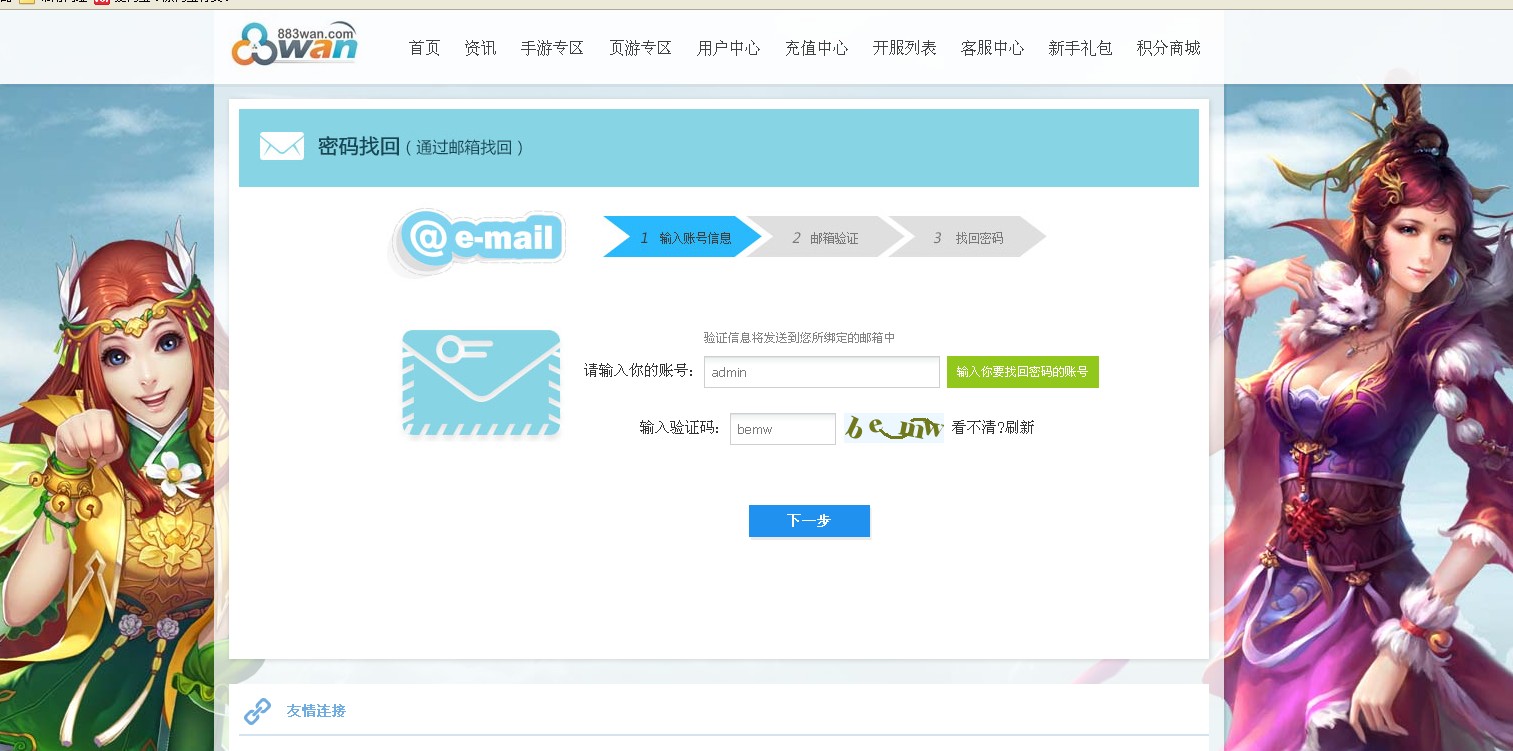 883wan.com
wan
首页 资讯 手游专区 页游专区 用户中心 充值中心 开服列表 客服中心 新手礼包 积分商城
密码找回（通过邮箱找回）
@e-mail
1 输入账号信息 2 邮箱验证 3 找回密码
验证信息将发送到您所绑定的邮箱中
请输入你的账号： admin 输入你要找回密码的账号
输入验证码： bemw bemw 看不清?刷新
下一步
友情连接